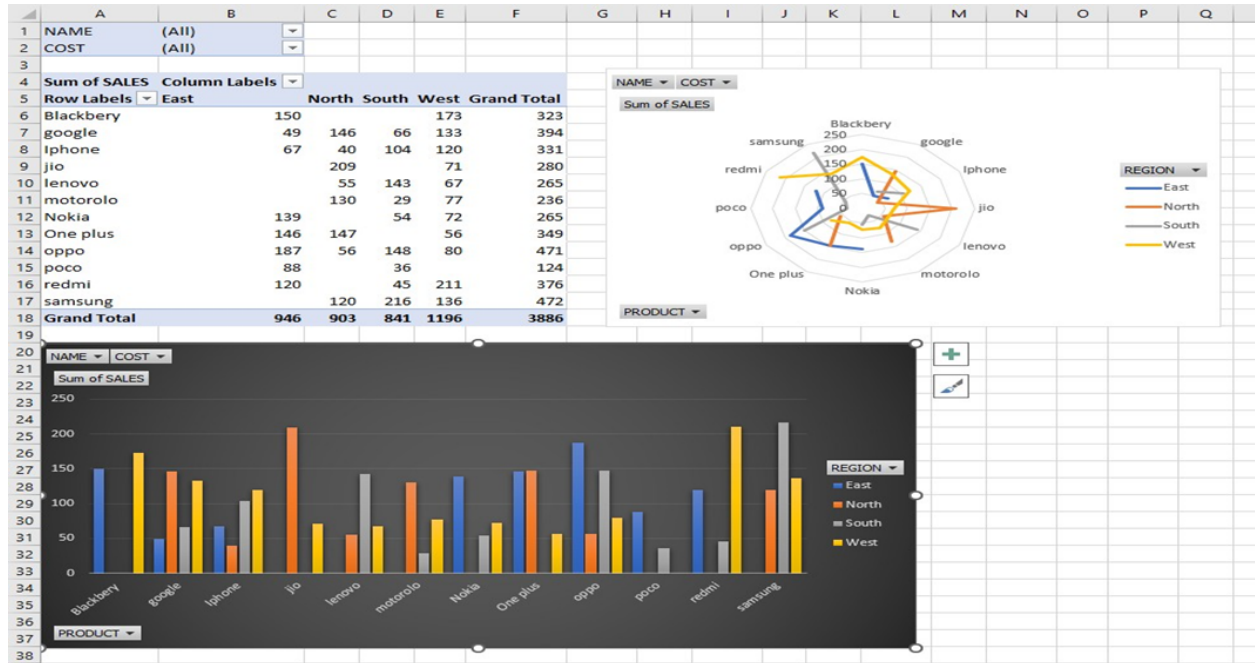 A B C D E F G H I J K L M N O P Q
1 NAME (All)
2 COST (All)
3
4 Sum of SALES Column Labels
5 Row Labels East North South West Grand Total
6 Blackbery 150 173 323
7 google 49 146 66 133 394
8 Iphone 67 40 104 120 331
9 jio 209 71 280
10 lenovo 55 143 67 265
11 motorolo 130 29 77 236
12 Nokia 139 54 72 265
13 One plus 146 147 56 349
14 oppo 187 56 148 80 471
15 poco 88 36 124
16 redmi 120 45 211 376
17 samsung 120 216 136 472
18 Grand Total 946 903 841 1196 3886
NAME COST
Sum of SALES
Blackbery
google
Iphone
jio
lenovo
motorolo
Nokia
One plus
oppo
poco
redmi
samsung
250
200
150
100
50
0
REGION
East
North
South
West
PRODUCT
19
20
21
22
23
24
25
26
27
28
29
30
31
32
33
34
35
36
37
38
NAME COST
Sum of SALES
250
200
150
100
50
0
Blackbery google Iphone jio lenovo motorolo Nokia One plus oppo poco redmi samsung
REGION
East
North
South
West
PRODUCT